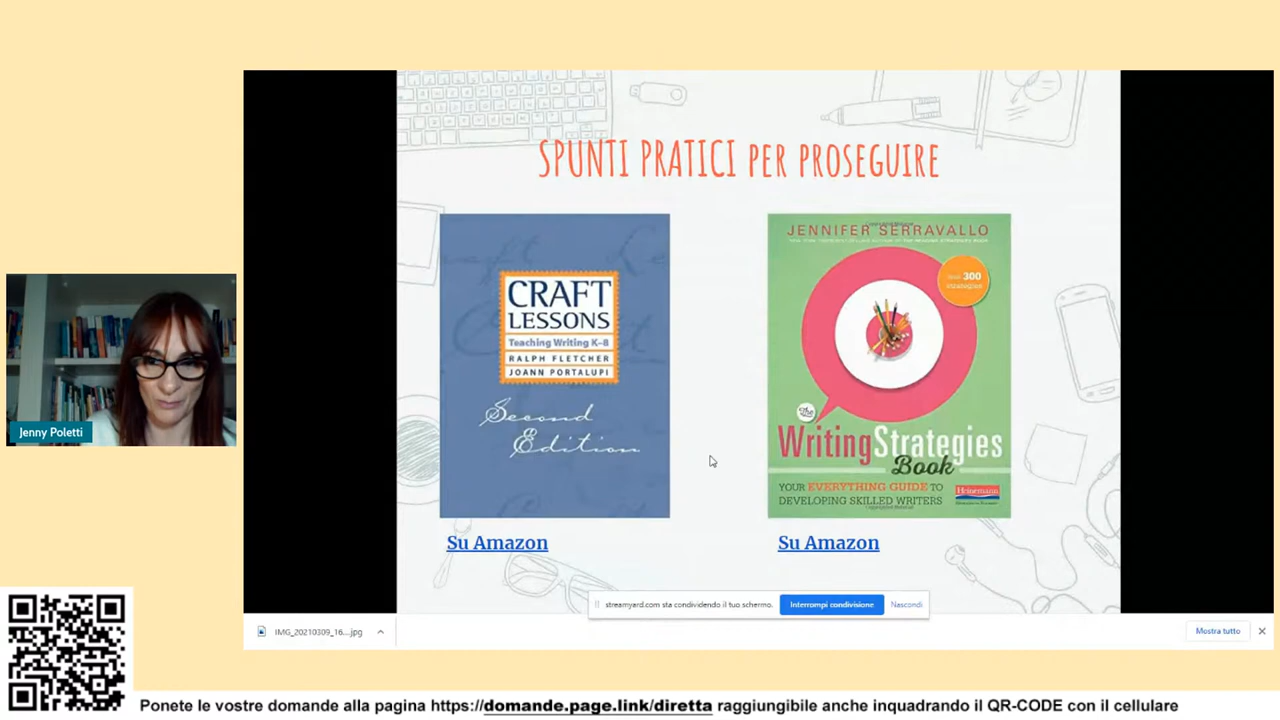 SPUNTI PRATICI PER PROSEGUIRE
CRAFT
LESSONS
Teaching Writing K-8
RALPH FLETCHER
JOANN PORTALUPI
Second
Edition
Su Amazon
JENNIFER SERRAVALLO
300
The
Writing Strategies
Book
YOUR EVERYTHING GUIDE TO
DEVELOPING SKILLED WRITERS
Heinemann
Su Amazon
Jenny Poletti
streamyard.com sta condividendo il tuo schermo.
Interrompi condivisione
Nascondi
IMG_20210309_16....jpg
Mostra tutto
Ponete le vostre domande alla pagina https://domande.page.link/diretta raggiungibile anche inquadrando il QR-CODE con il cellulare